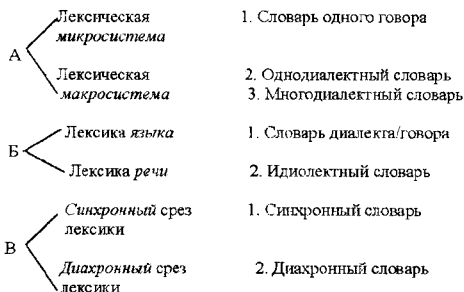 Лексическая 1. Словарь одного говора
микросистема
А
Лексическая 2. Однодиалектный словарь
макросистема 3. Многодиалектный словарь
Лексика языка 1. Словарь диалекта/говора
Б
Лексика речи 2. Идиолектный словарь
Синхронный срез 1. Синхронный словарь
лексики
В
Диахронный срез 2. Диахронный словарь
лексики